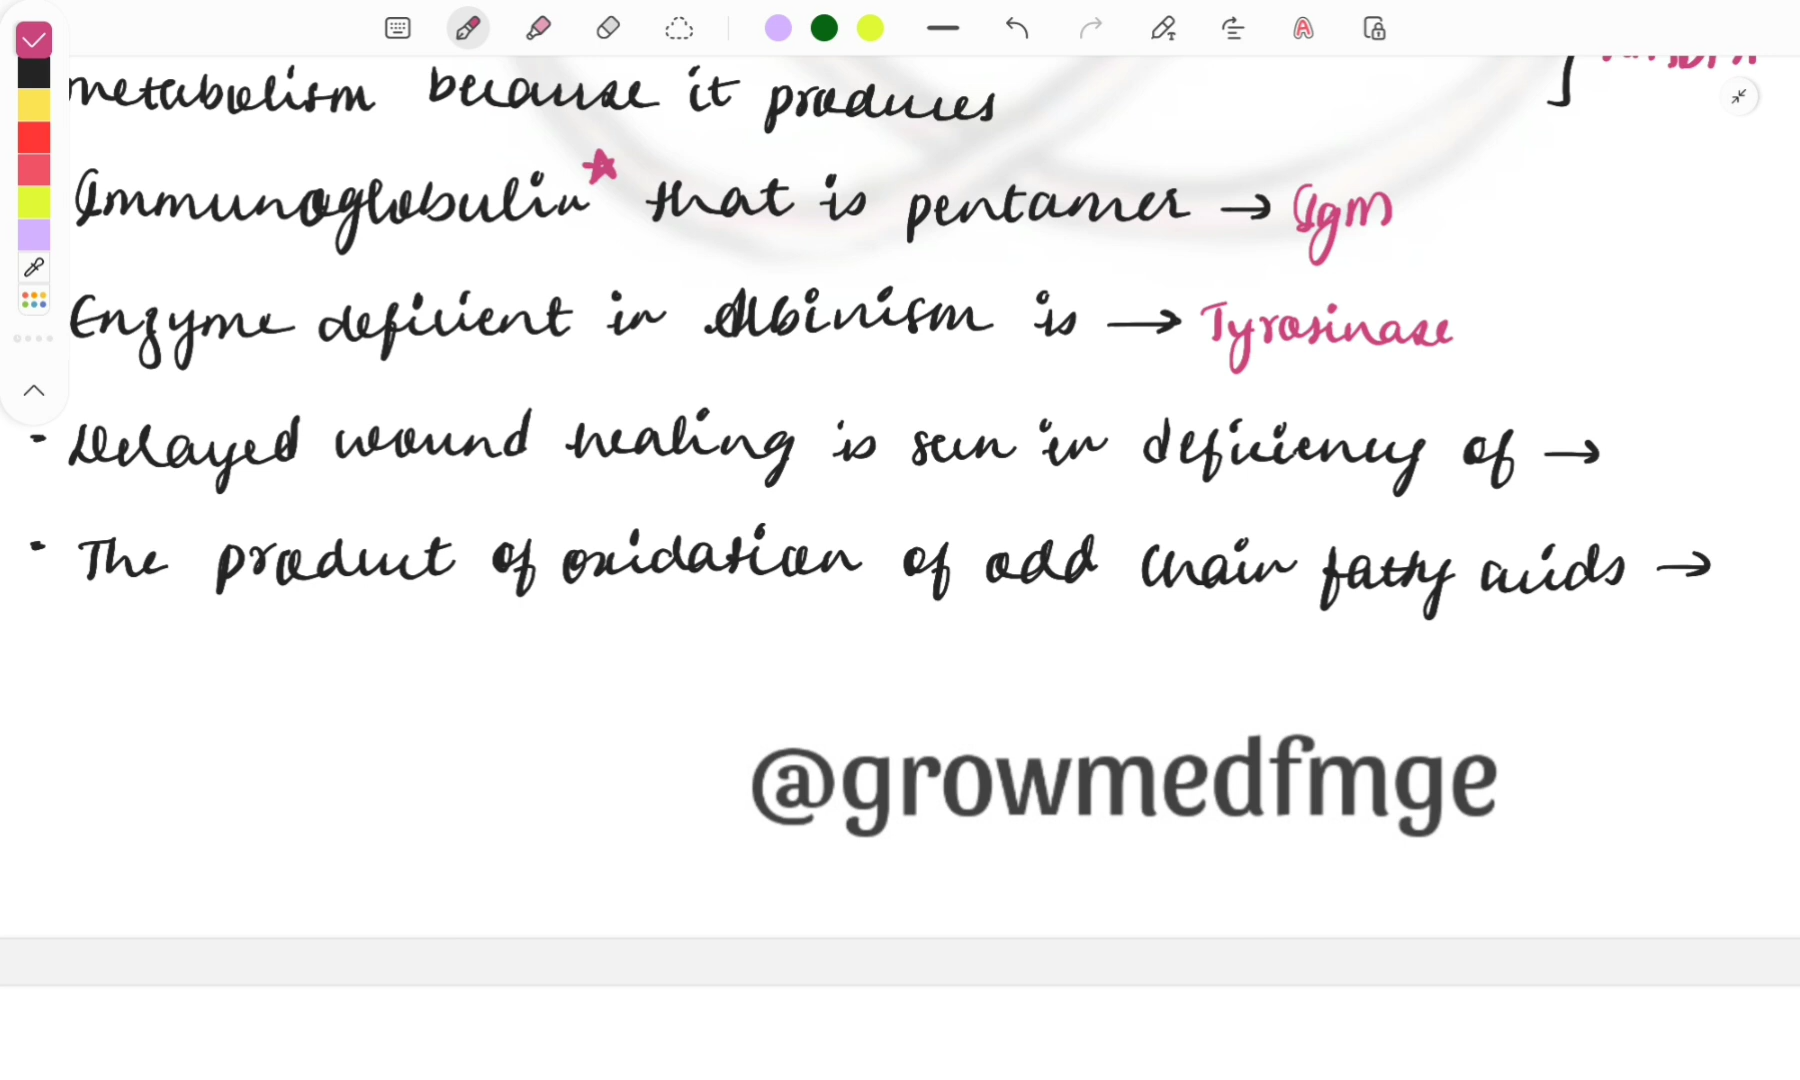 metabolism because it produces
Immunoglobulin that is pentamer → Igm
Enzyme deficient in Albinism is → Tyrosinase
· Delayed wound healing is seen in deficiency of →
· The product of oxidation of odd chain fatty acids →
@growmedfmge